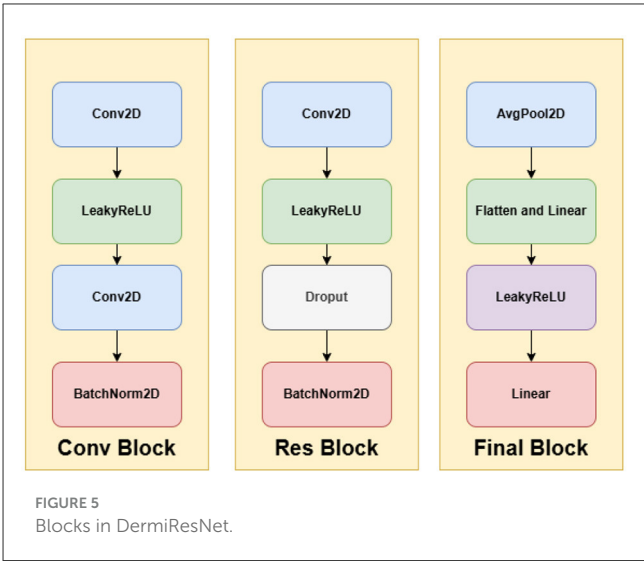 Conv2D
LeakyReLU
Conv2D
BatchNorm2D
Conv Block
Conv2D
LeakyReLU
Droput
BatchNorm2D
Res Block
AvgPool2D
Flatten and Linear
LeakyReLU
Linear
Final Block
FIGURE 5
Blocks in DermiResNet.